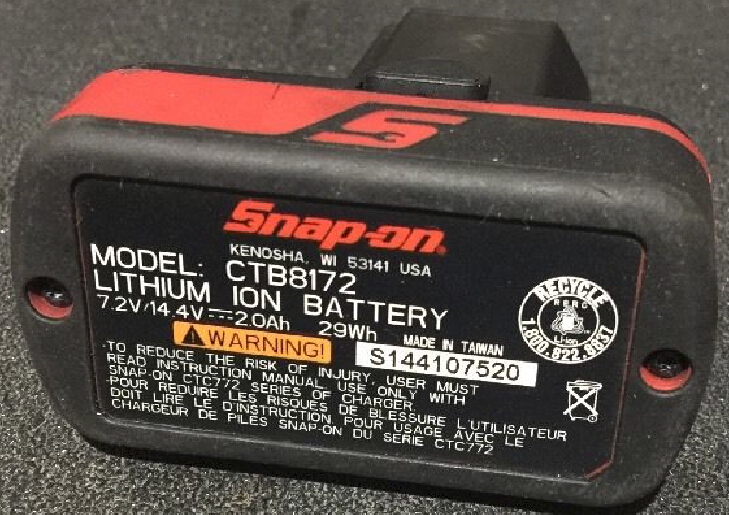 Snap-on
KENOSHA, WI 53141 USA
MODEL: CTB8172
LITHIUM ION BATTERY
7.2V/14.4V⎓2.0Ah 29Wh
MADE IN TAIWAN
WARNING!
S144107520
-TO REDUCE THE RISK OF INJURY, USER MUST
READ INSTRUCTION MANUAL. USE ONLY WITH
SNAP-ON CTC772 SERIES OF CHARGER.
-POUR REDUIRE LES RISQUES DE BLESSURE L'UTILISATEUR
DOIT LIRE LE D'INSTRUCTION. POUR USAGE AVEC LE
CHARGEUR DE PILES SNAP-ON DU SERIE CTC772
RECYCLE
RBRC
Li-ion
1.800.822.8837